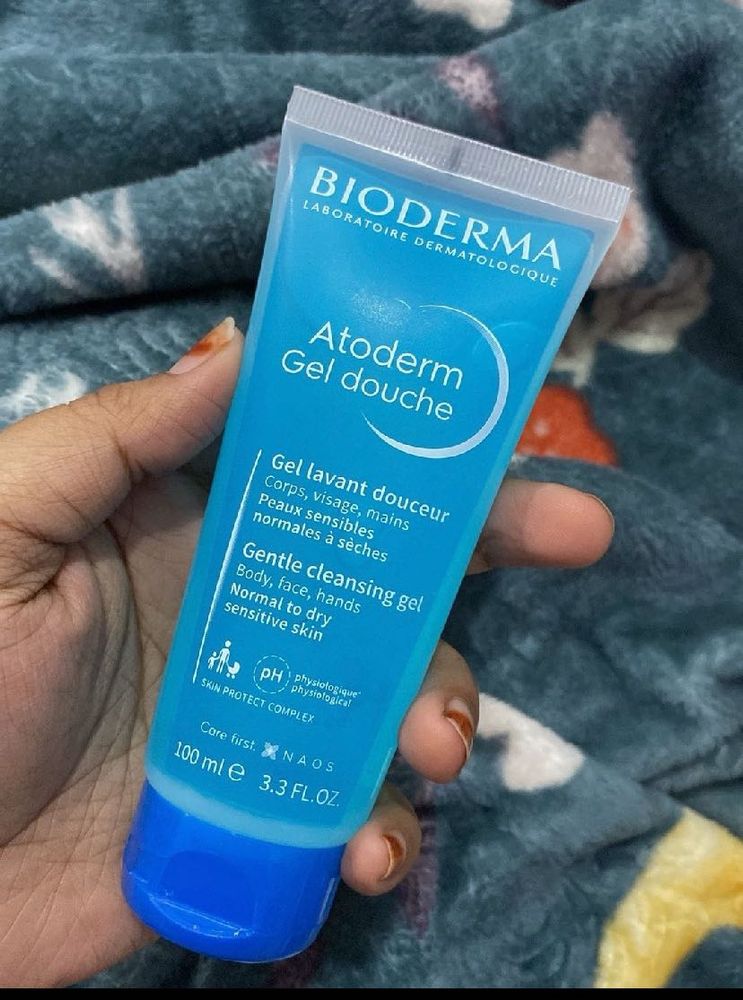 BIODERMA
LABORATOIRE DERMATOLOGIQUE
Atoderm
Gel douche
Gel lavant douceur
Corps, visage, mains
Peaux sensibles
normales à sèches
Gentle cleansing gel
Body, face, hands
Normal to dry
sensitive skin
pH physiologique
physiological
SKIN PROTECT COMPLEX
Care first. NAOS
100 ml e 3.3 FL.OZ.